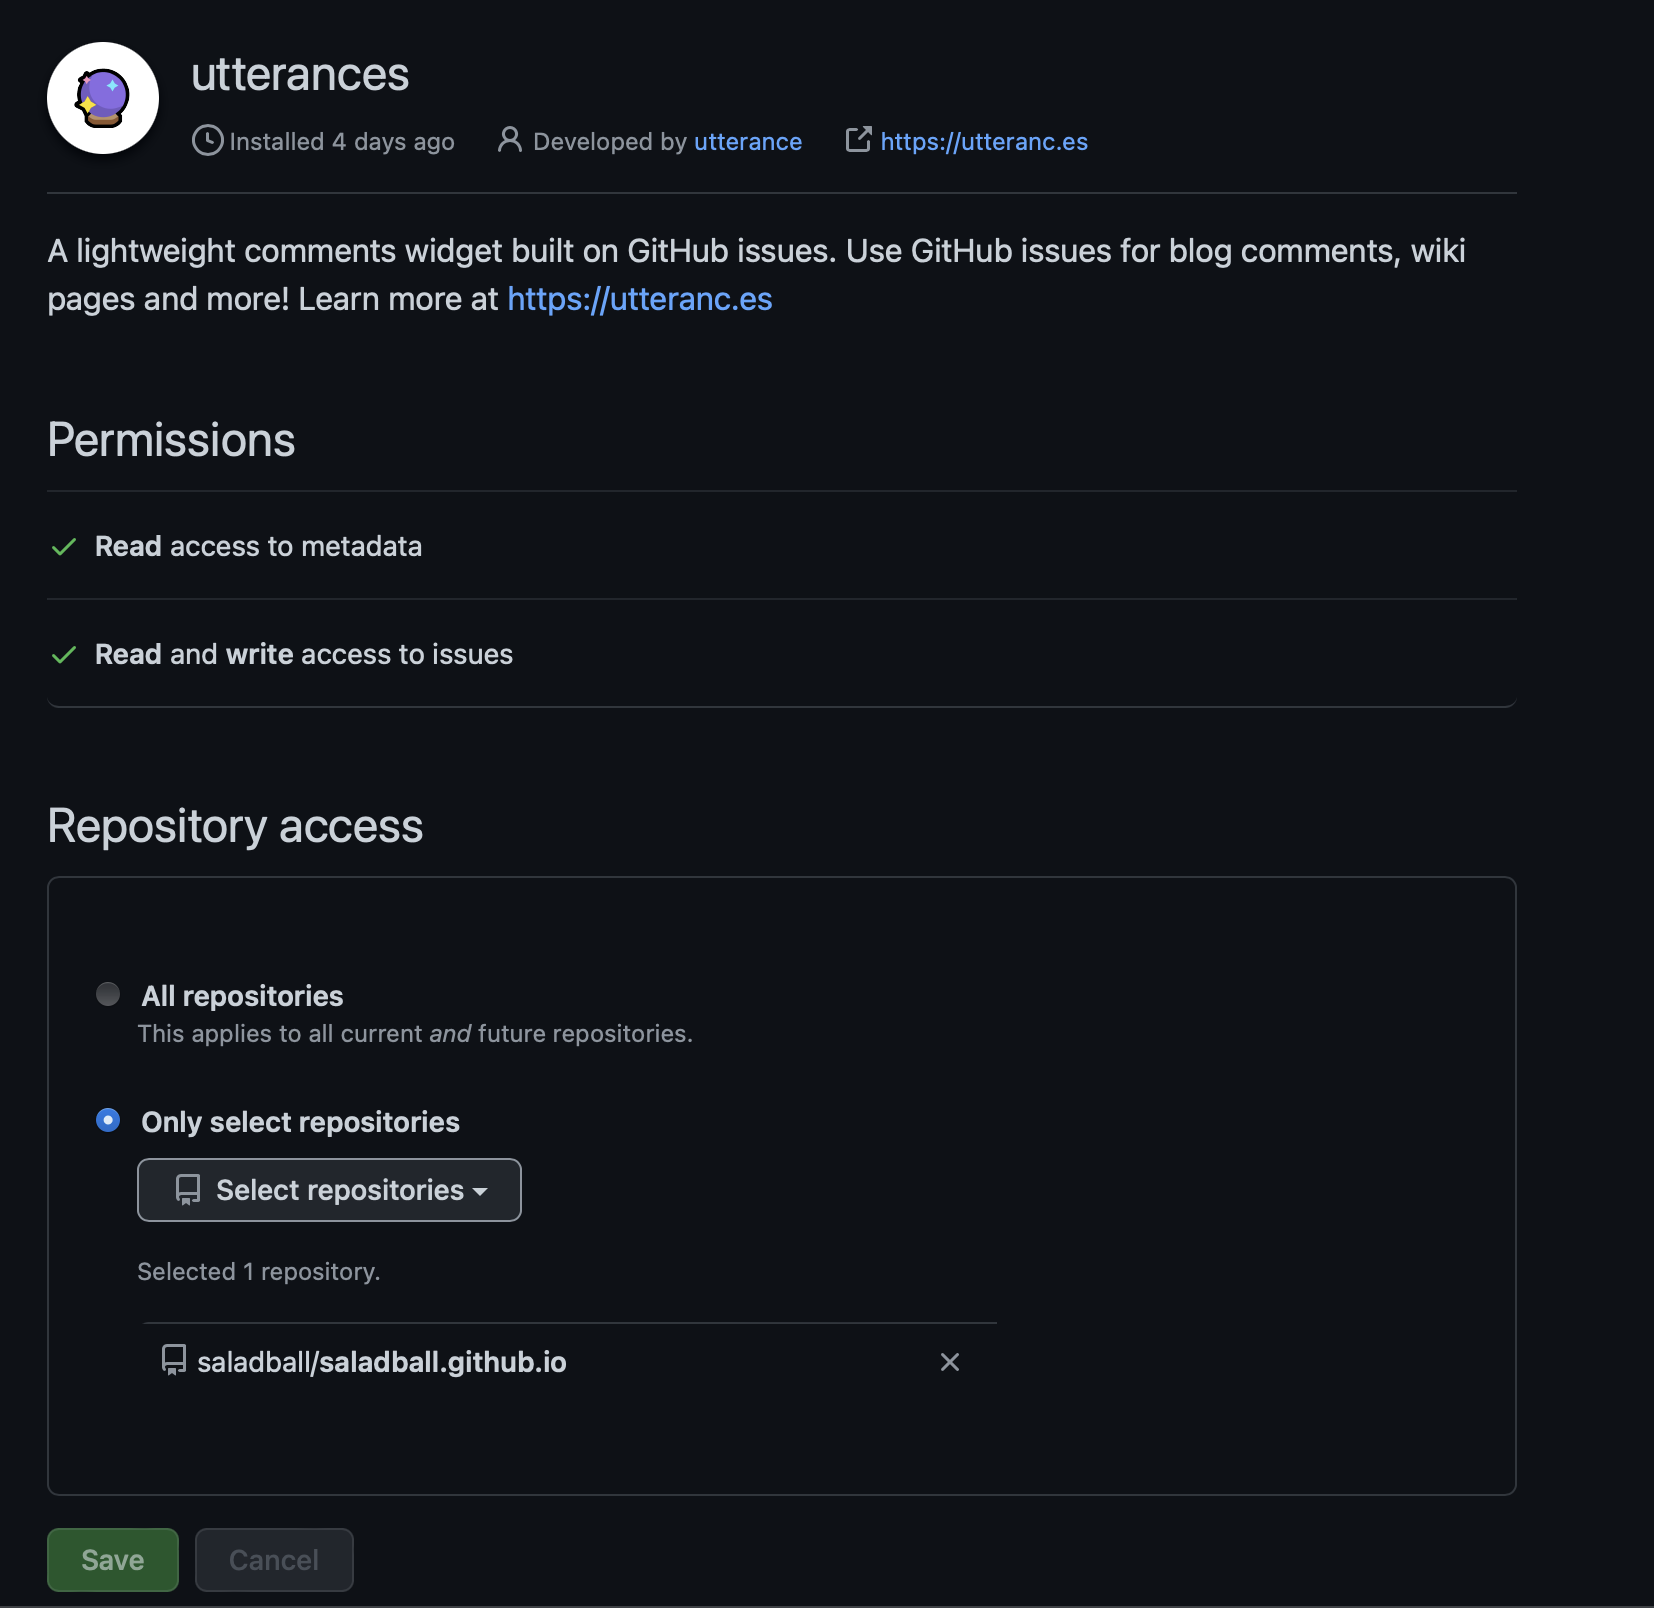 utterances
Installed 4 days ago Developed by utterance https://utteranc.es
A lightweight comments widget built on GitHub issues. Use GitHub issues for blog comments, wiki
pages and more! Learn more at https://utteranc.es
Permissions
Read access to metadata
Read and write access to issues
Repository access
All repositories
This applies to all current and future repositories.
Only select repositories
Select repositories
Selected 1 repository.
saladball/saladball.github.io
Save Cancel